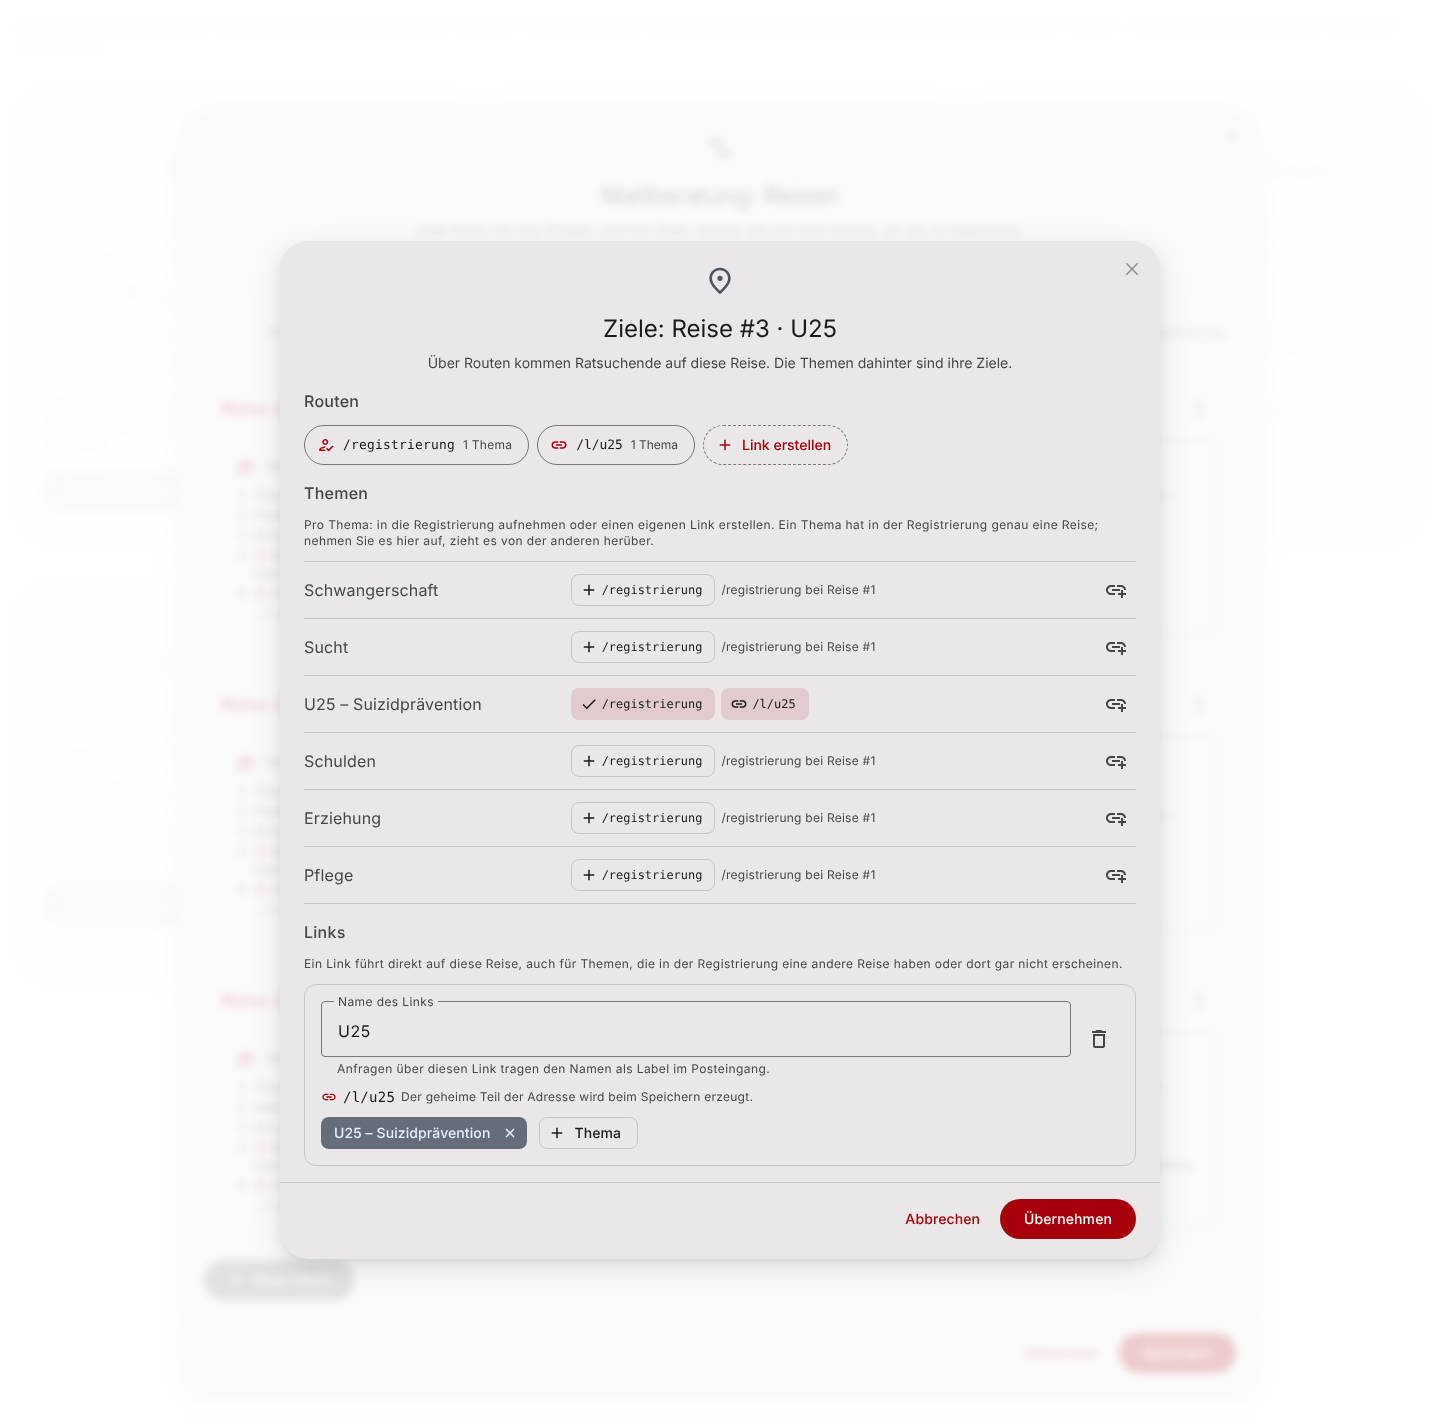 Mailberatung: Reisen
Ziele: Reise #3 · U25
Über Routen kommen Ratsuchende auf diese Reise. Die Themen dahinter sind ihre Ziele.
Routen
/registrierung 1 Thema
/l/u25 1 Thema
Link erstellen
Themen
Pro Thema: in die Registrierung aufnehmen oder einen eigenen Link erstellen. Ein Thema hat in der Registrierung genau eine Reise;
nehmen Sie es hier auf, zieht es von der anderen herüber.
Schwangerschaft /registrierung /registrierung bei Reise #1
Sucht /registrierung /registrierung bei Reise #1
U25 – Suizidprävention /registrierung /l/u25
Schulden /registrierung /registrierung bei Reise #1
Erziehung /registrierung /registrierung bei Reise #1
Pflege /registrierung /registrierung bei Reise #1
Links
Ein Link führt direkt auf diese Reise, auch für Themen, die in der Registrierung eine andere Reise haben oder dort gar nicht erscheinen.
Name des Links
U25
Anfragen über diesen Link tragen den Namen als Label im Posteingang.
/l/u25 Der geheime Teil der Adresse wird beim Speichern erzeugt.
U25 – Suizidprävention
Thema
Abbrechen
Übernehmen